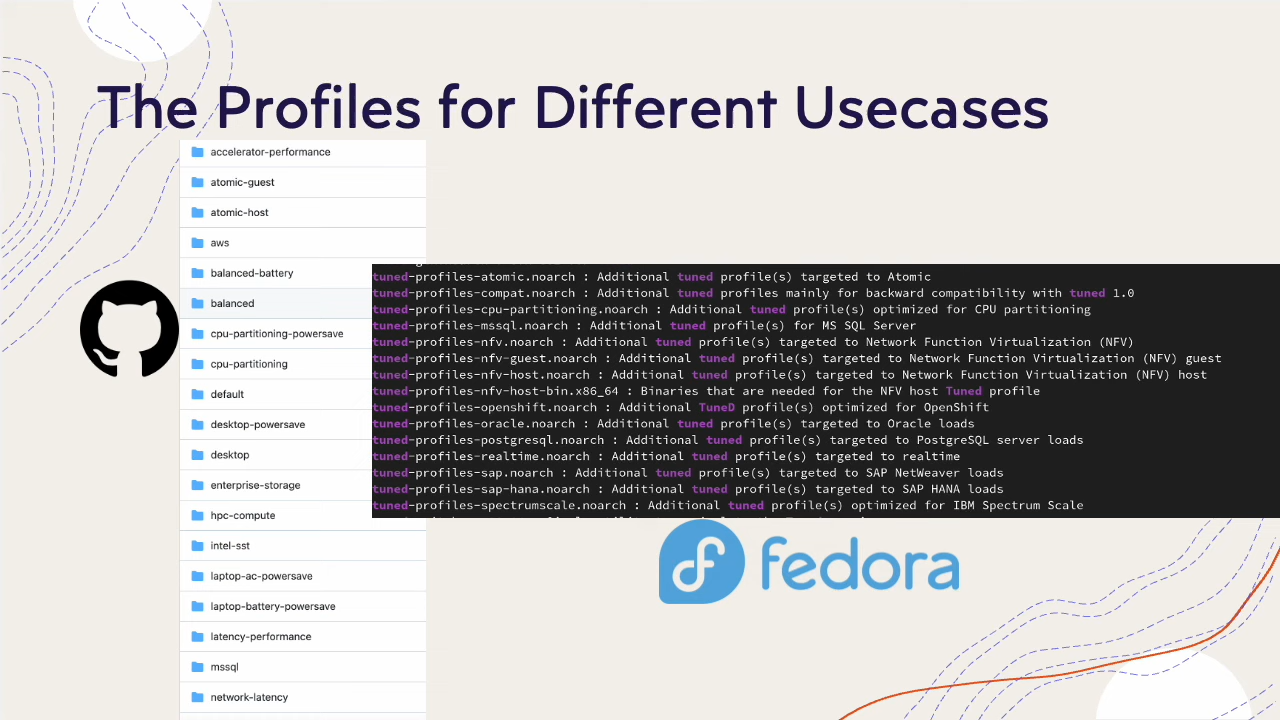 The Profiles for Different Usecases
accelerator-performance
atomic-guest
atomic-host
aws
balanced-battery
balanced
cpu-partitioning-powersave
cpu-partitioning
default
desktop-powersave
desktop
enterprise-storage
hpc-compute
intel-sst
laptop-ac-powersave
laptop-battery-powersave
latency-performance
mssql
network-latency
tuned-profiles-atomic.noarch : Additional tuned profile(s) targeted to Atomic
tuned-profiles-compat.noarch : Additional tuned profiles mainly for backward compatibility with tuned 1.0
tuned-profiles-cpu-partitioning.noarch : Additional tuned profile(s) optimized for CPU partitioning
tuned-profiles-mssql.noarch : Additional tuned profile(s) for MS SQL Server
tuned-profiles-nfv.noarch : Additional tuned profile(s) targeted to Network Function Virtualization (NFV)
tuned-profiles-nfv-guest.noarch : Additional tuned profile(s) targeted to Network Function Virtualization (NFV) guest
tuned-profiles-nfv-host.noarch : Additional tuned profile(s) targeted to Network Function Virtualization (NFV) host
tuned-profiles-nfv-host-bin.x86_64 : Binaries that are needed for the NFV host Tuned profile
tuned-profiles-openshift.noarch : Additional TuneD profile(s) optimized for OpenShift
tuned-profiles-oracle.noarch : Additional tuned profile(s) targeted to Oracle loads
tuned-profiles-postgresql.noarch : Additional tuned profile(s) targeted to PostgreSQL server loads
tuned-profiles-realtime.noarch : Additional tuned profile(s) targeted to realtime
tuned-profiles-sap.noarch : Additional tuned profile(s) targeted to SAP NetWeaver loads
tuned-profiles-sap-hana.noarch : Additional tuned profile(s) targeted to SAP HANA loads
tuned-profiles-spectrumscale.noarch : Additional tuned profile(s) optimized for IBM Spectrum Scale
fedora